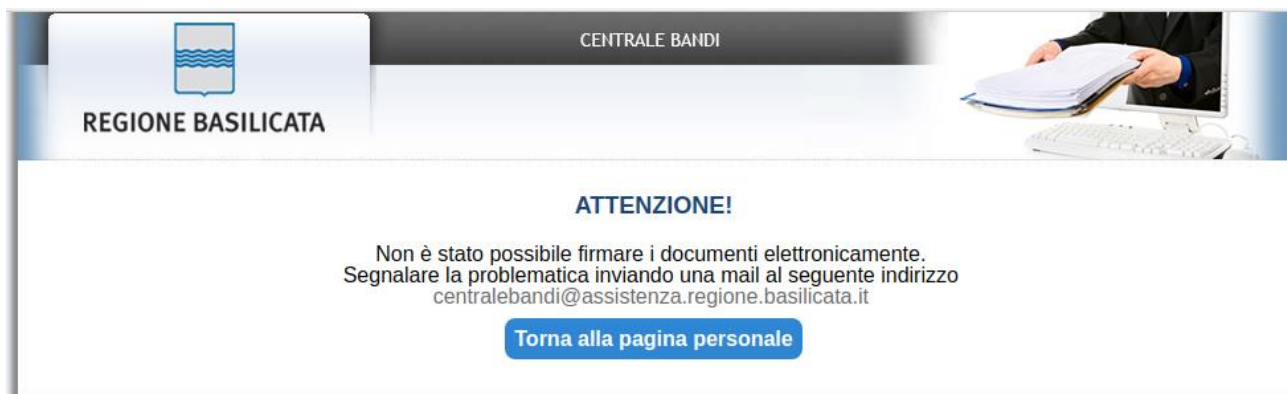 CENTRALE BANDI
REGIONE BASILICATA
ATTENZIONE!
Non è stato possibile firmare i documenti elettronicamente.
Segnalare la problematica inviando una mail al seguente indirizzo
centralebandi@assistenza.regione.basilicata.it
Torna alla pagina personale